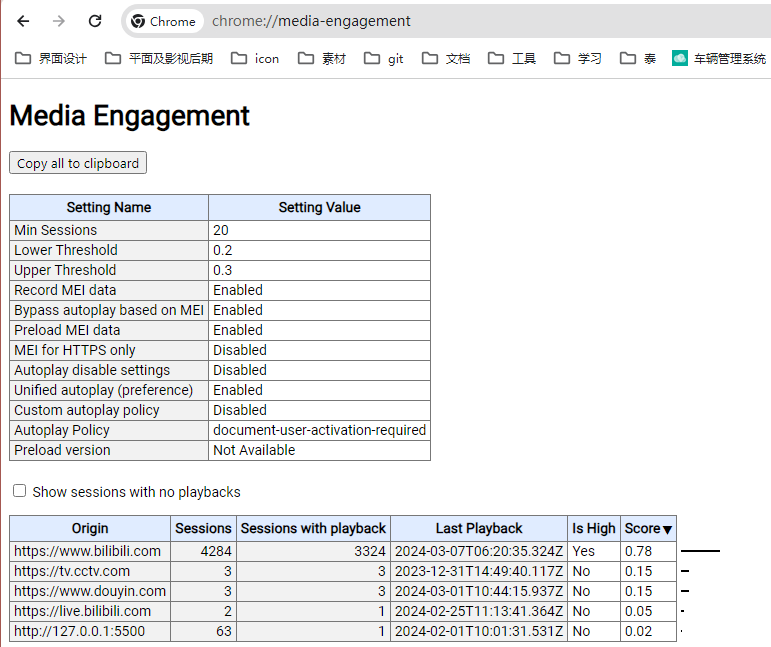 Chrome chrome://media-engagement
界面设计 平面及影视后期 icon 素材 git 文档 工具 学习 泰 车辆管理系统
Media Engagement
Copy all to clipboard
Setting Name Setting Value
Min Sessions 20
Lower Threshold 0.2
Upper Threshold 0.3
Record MEI data Enabled
Bypass autoplay based on MEI Enabled
Preload MEI data Enabled
MEI for HTTPS only Disabled
Autoplay disable settings Disabled
Unified autoplay (preference) Enabled
Custom autoplay policy Disabled
Autoplay Policy document-user-activation-required
Preload version Not Available
Show sessions with no playbacks
Origin Sessions Sessions with playback Last Playback Is High Score▼
https://www.bilibili.com 4284 3324 2024-03-07T06:20:35.324Z Yes 0.78
https://tv.cctv.com 3 3 2023-12-31T14:49:40.117Z No 0.15
https://www.douyin.com 3 3 2024-03-01T10:44:15.937Z No 0.15
https://live.bilibili.com 2 1 2024-02-25T11:13:41.364Z No 0.05
http://127.0.0.1:5500 63 1 2024-02-01T10:01:31.531Z No 0.02